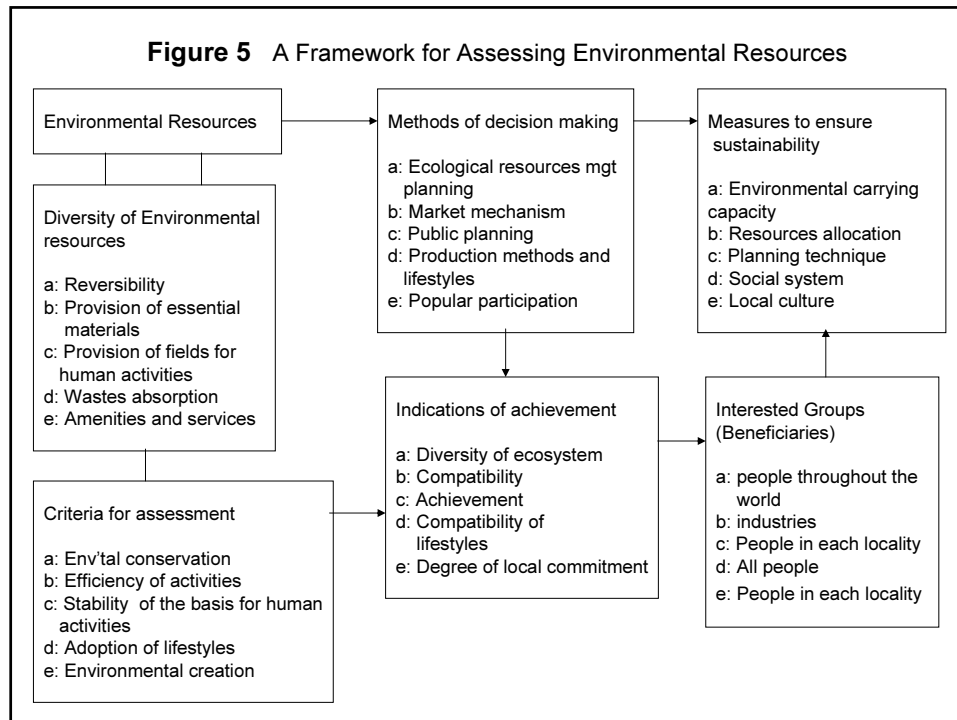 Figure 5 A Framework for Assessing Environmental Resources
Environmental Resources
Diversity of Environmental
resources
a: Reversibility
b: Provision of essential
materials
c: Provision of fields for
human activities
d: Wastes absorption
e: Amenities and services
Criteria for assessment
a: Env'tal conservation
b: Efficiency of activities
c: Stability of the basis for human
activities
d: Adoption of lifestyles
e: Environmental creation
Methods of decision making
a: Ecological resources mgt
planning
b: Market mechanism
c: Public planning
d: Production methods and
lifestyles
e: Popular participation
Indications of achievement
a: Diversity of ecosystem
b: Compatibility
c: Achievement
d: Compatibility of
lifestyles
e: Degree of local commitment
Measures to ensure
sustainability
a: Environmental carrying
capacity
b: Resources allocation
c: Planning technique
d: Social system
e: Local culture
Interested Groups
(Beneficiaries)
a: people throughout the
world
b: industries
c: People in each locality
d: All people
e: People in each locality